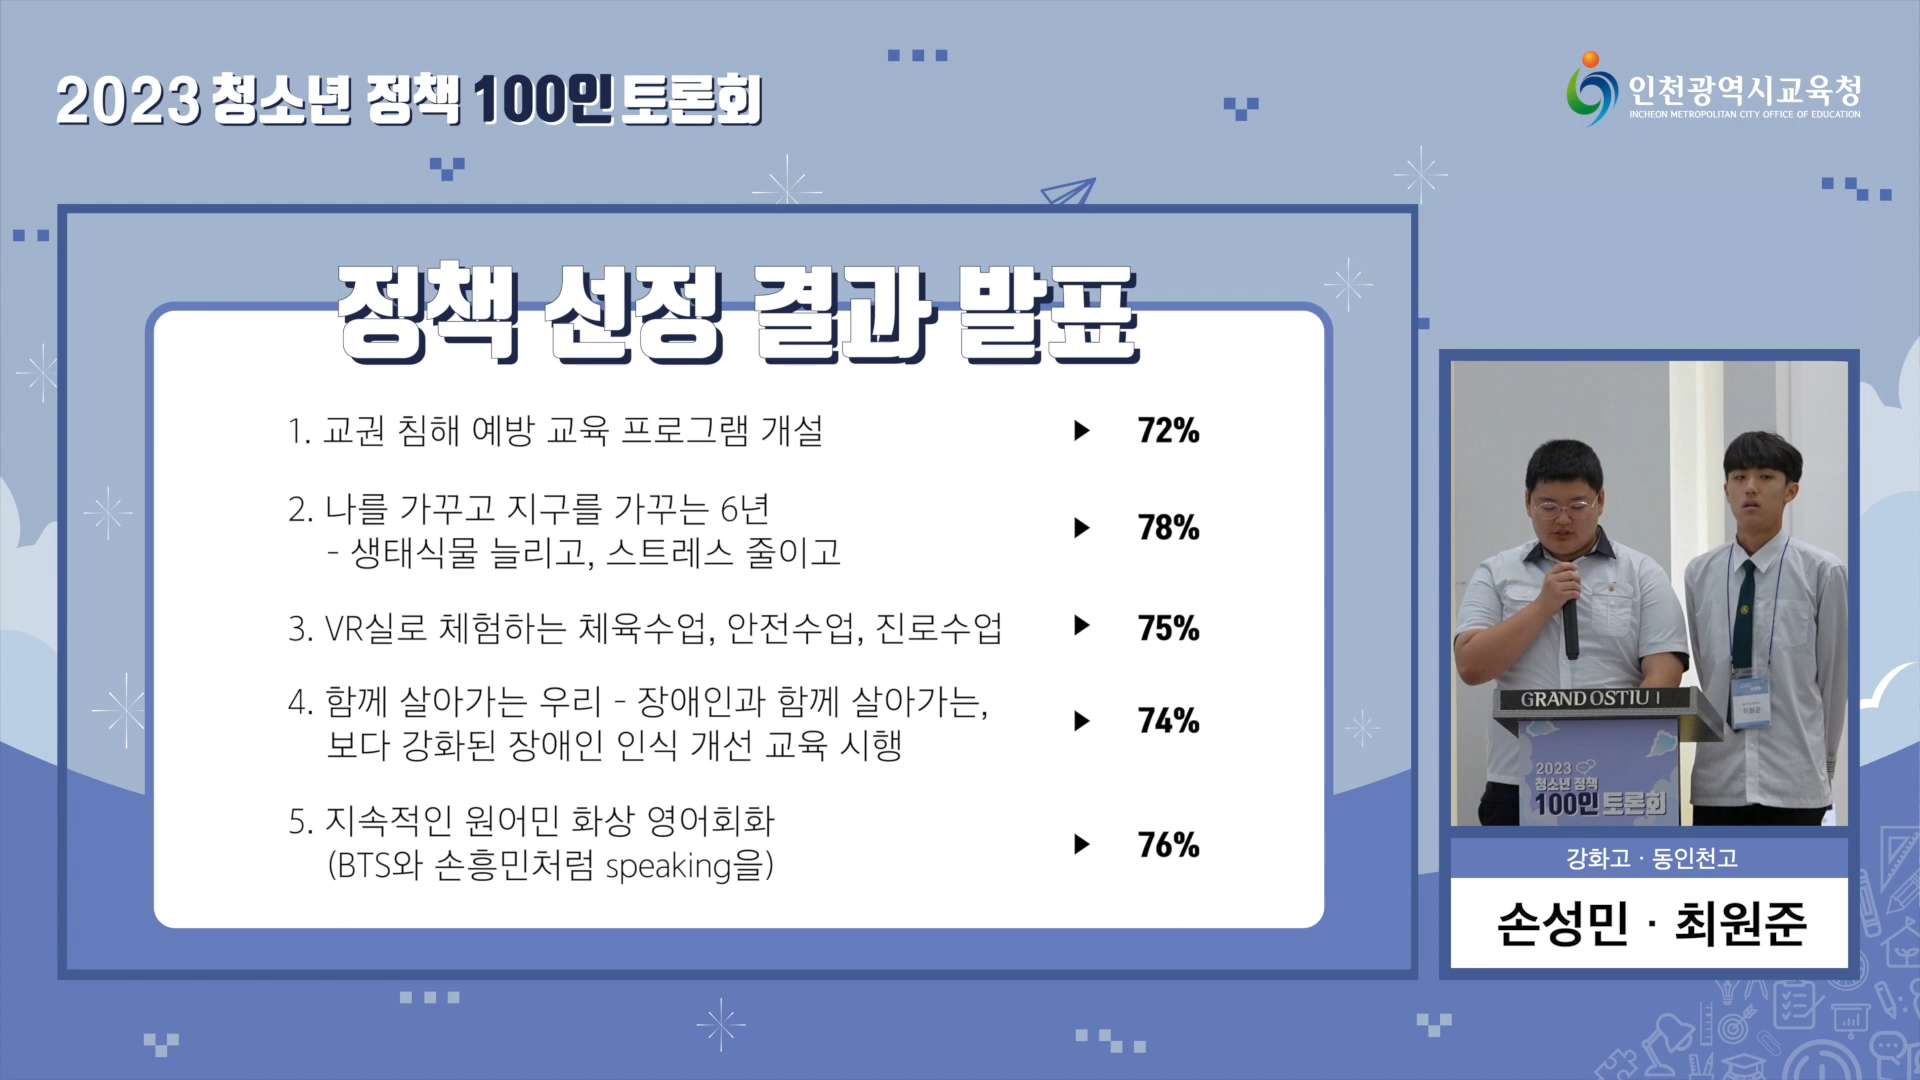 2023 청소년 정책 100인 토론회
인천광역시교육청
INCHEON METROPOLITAN CITY OFFICE OF EDUCATION
정책 선정 결과 발표
1. 교권 침해 예방 교육 프로그램 개설 ▶ 72%
2. 나를 가꾸고 지구를 가꾸는 6년
- 생태식물 늘리고, 스트레스 줄이고 ▶ 78%
3. VR실로 체험하는 체육수업, 안전수업, 진로수업 ▶ 75%
4. 함께 살아가는 우리 - 장애인과 함께 살아가는,
보다 강화된 장애인 인식 개선 교육 시행 ▶ 74%
5. 지속적인 원어민 화상 영어회화
(BTS와 손흥민처럼 speaking을) ▶ 76%
GRAND OSTIU
최원준
2023
청소년 정책
100인 토론회
강화고 · 동인천고
손성민 · 최원준